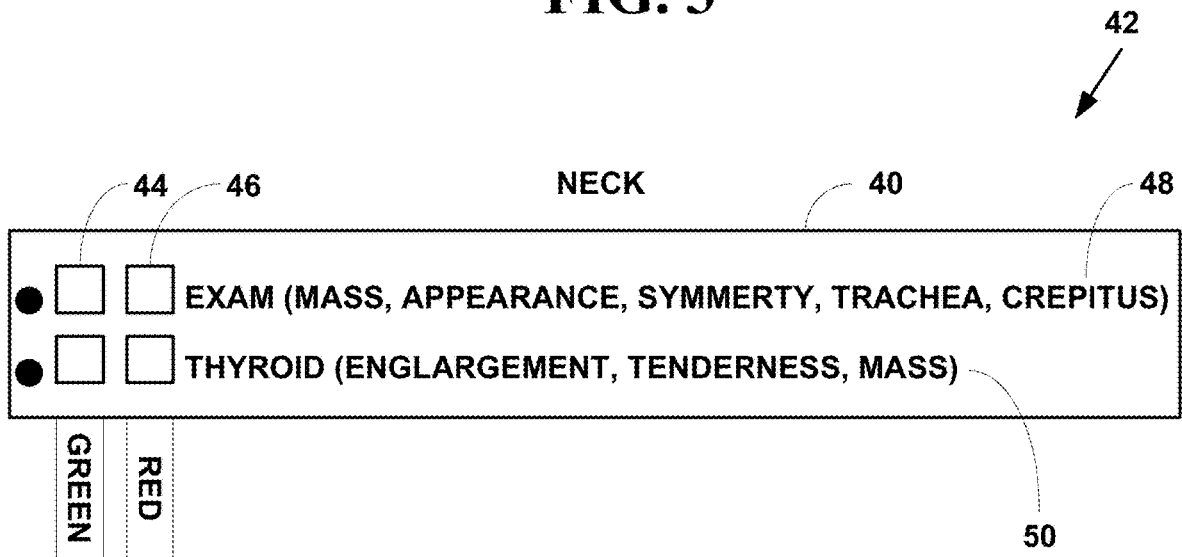 FIG. 5
42
44 46 NECK 40 48
EXAM (MASS, APPEARANCE, SYMMERTY, TRACHEA, CREPITUS)
THYROID (ENGLARGEMENT, TENDERNESS, MASS)
GREEN
RED
50